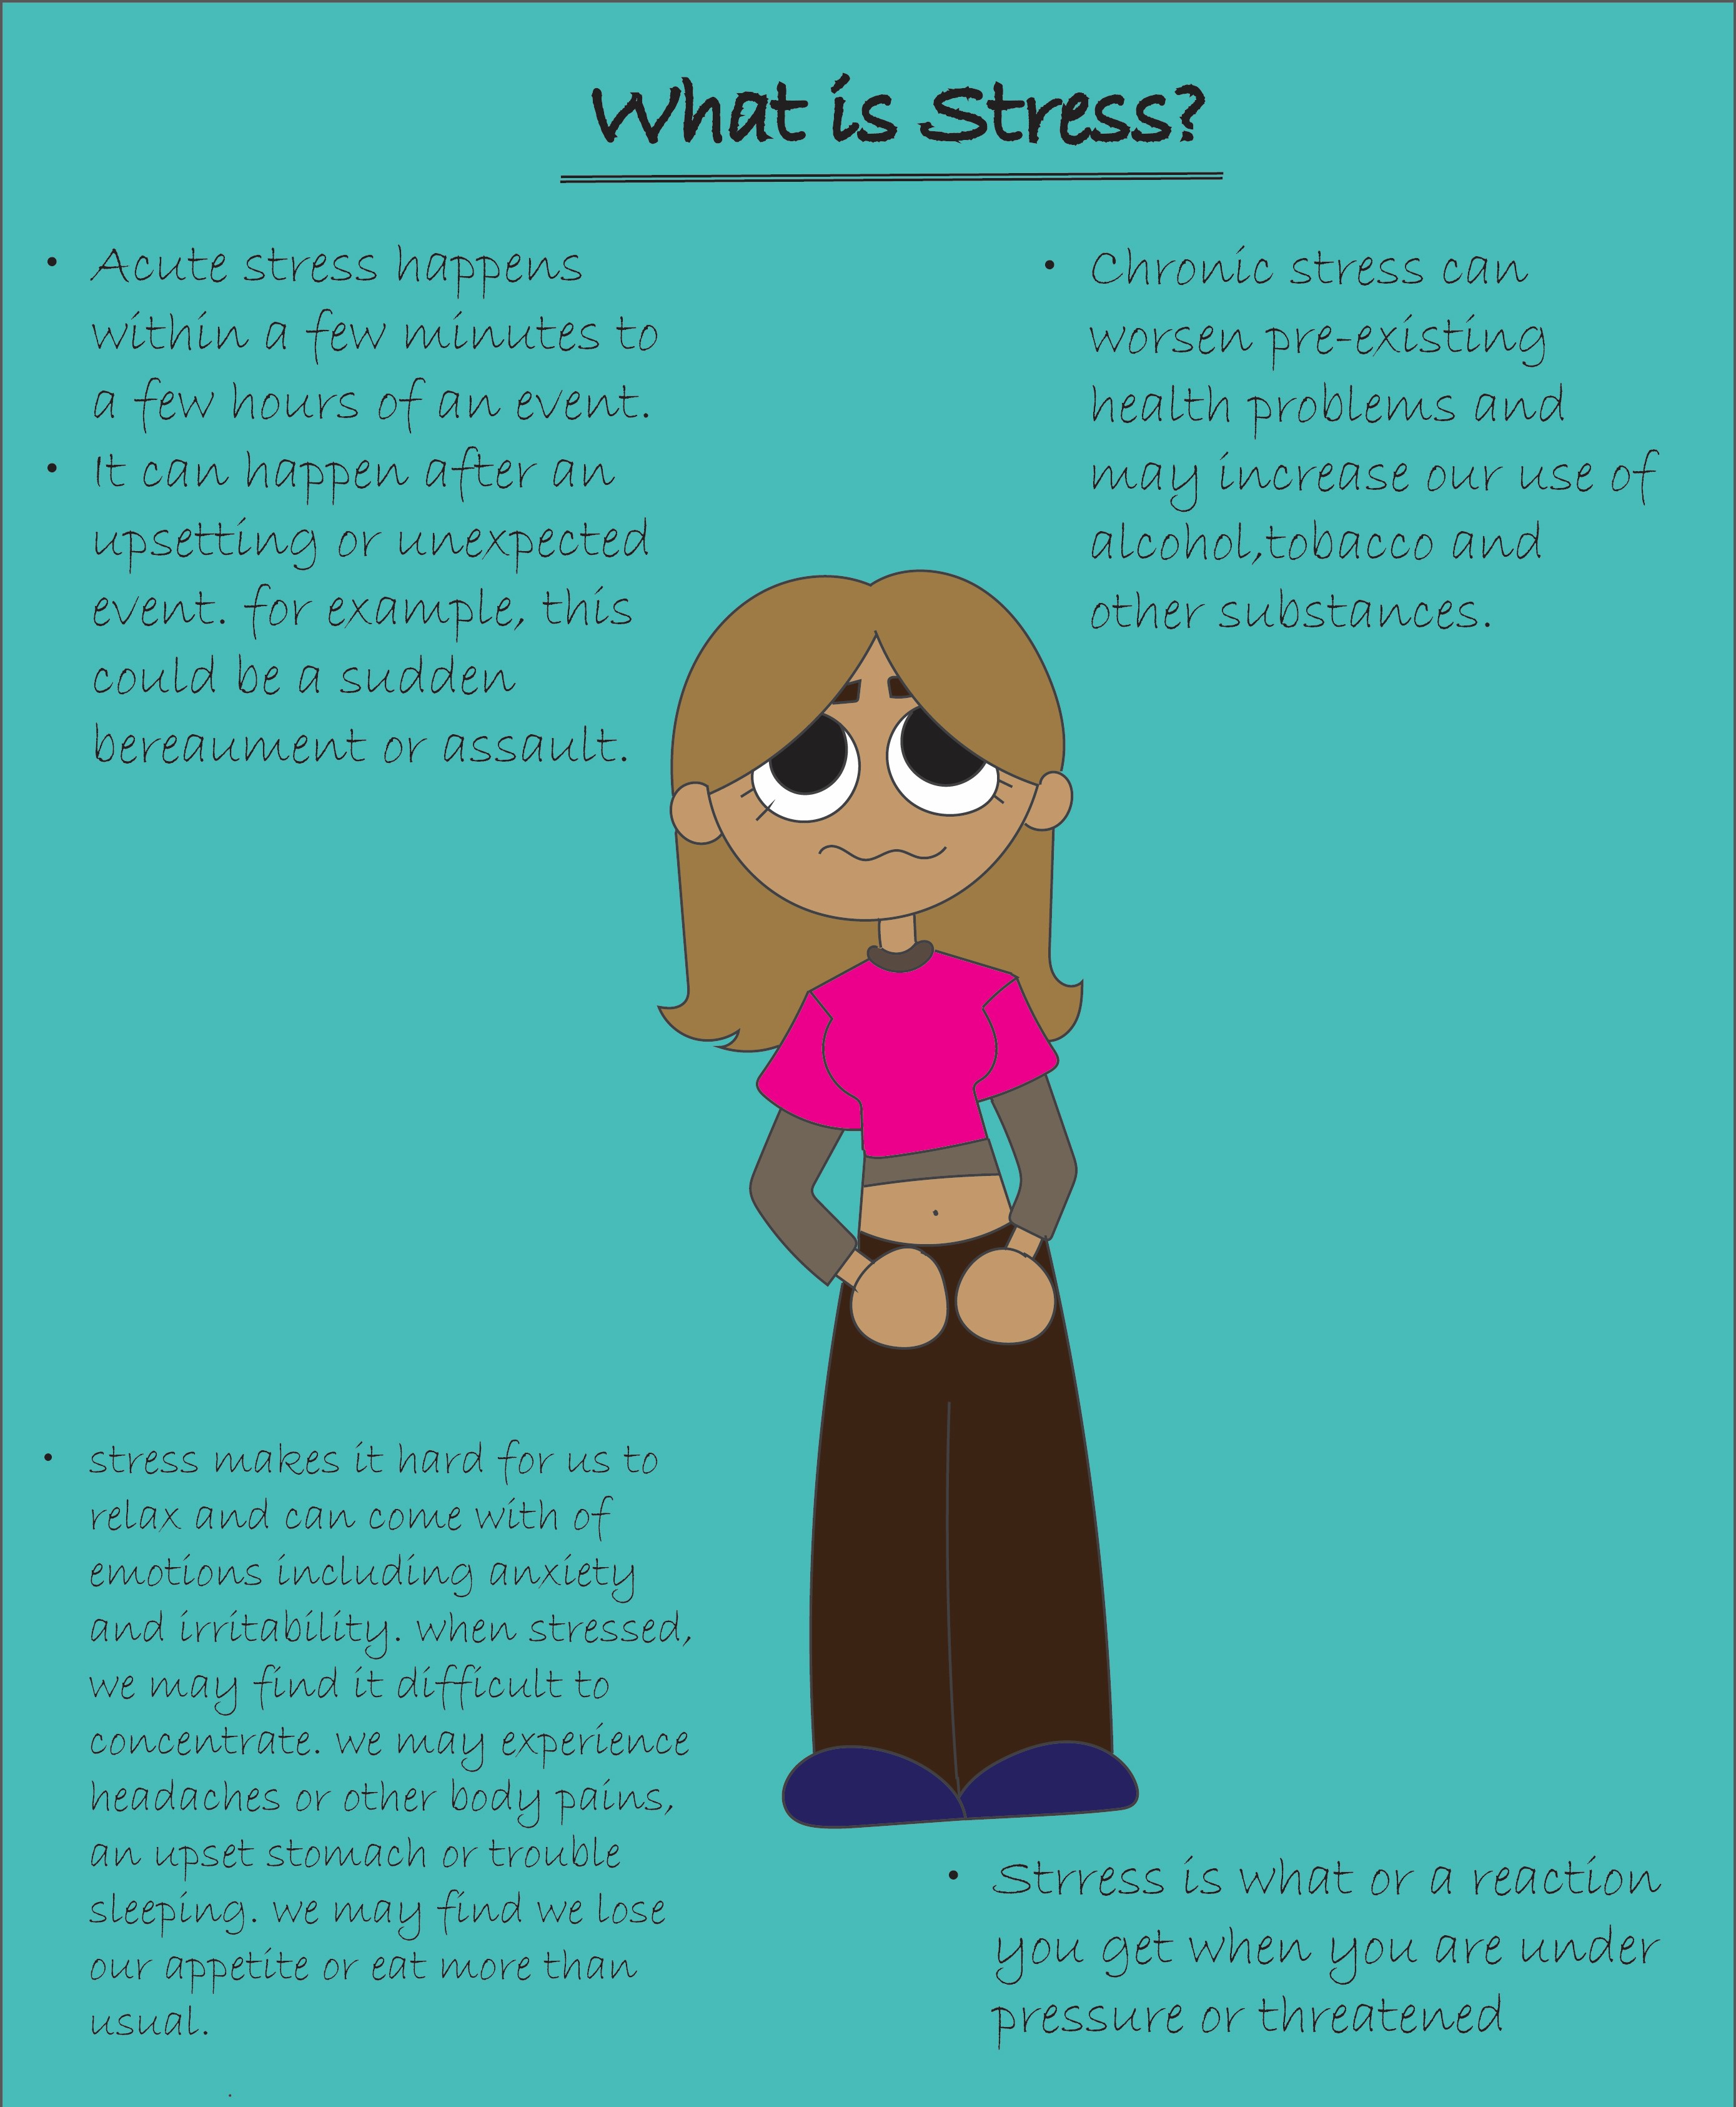 What is Stress?
• Acute stress happens
within a few minutes to
a few hours of an event.
• It can happen after an
upsetting or unexpected
event. for example, this
could be a sudden
bereaument or assault.
• Chronic stress can
worsen pre-existing
health problems and
may increase our use of
alcohol,tobacco and
other substances.
• stress makes it hard for us to
relax and can come with of
emotions including anxiety
and irritability. when stressed,
we may find it difficult to
concentrate. we may experience
headaches or other body pains,
an upset stomach or trouble
sleeping. we may find we lose
our appetite or eat more than
usual.
• Strress is what or a reaction
you get when you are under
pressure or threatened